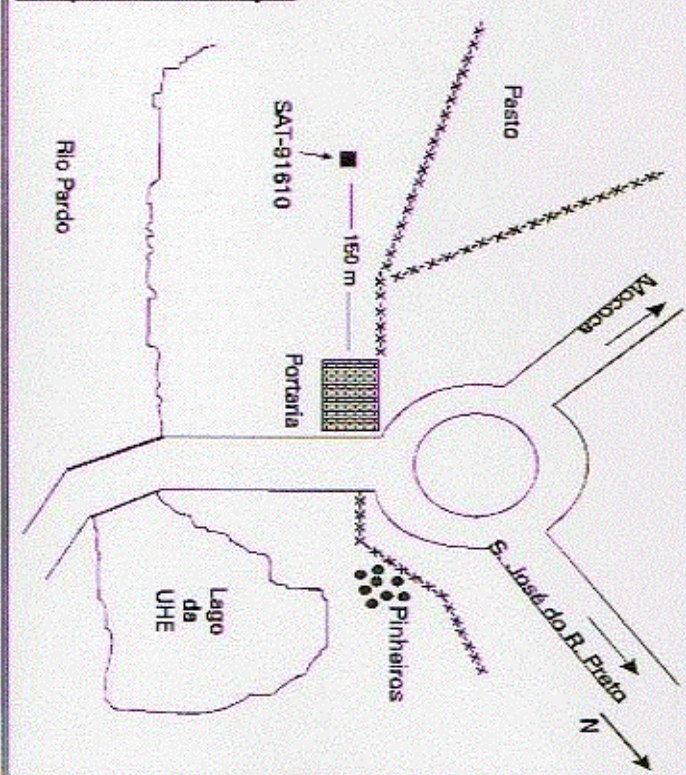 Pasto
SAT-91610
150 m
Rio Pardo
Portaria
Mococa
S. José do R. Preto
N
Pinheiros
Lago
da
UHE